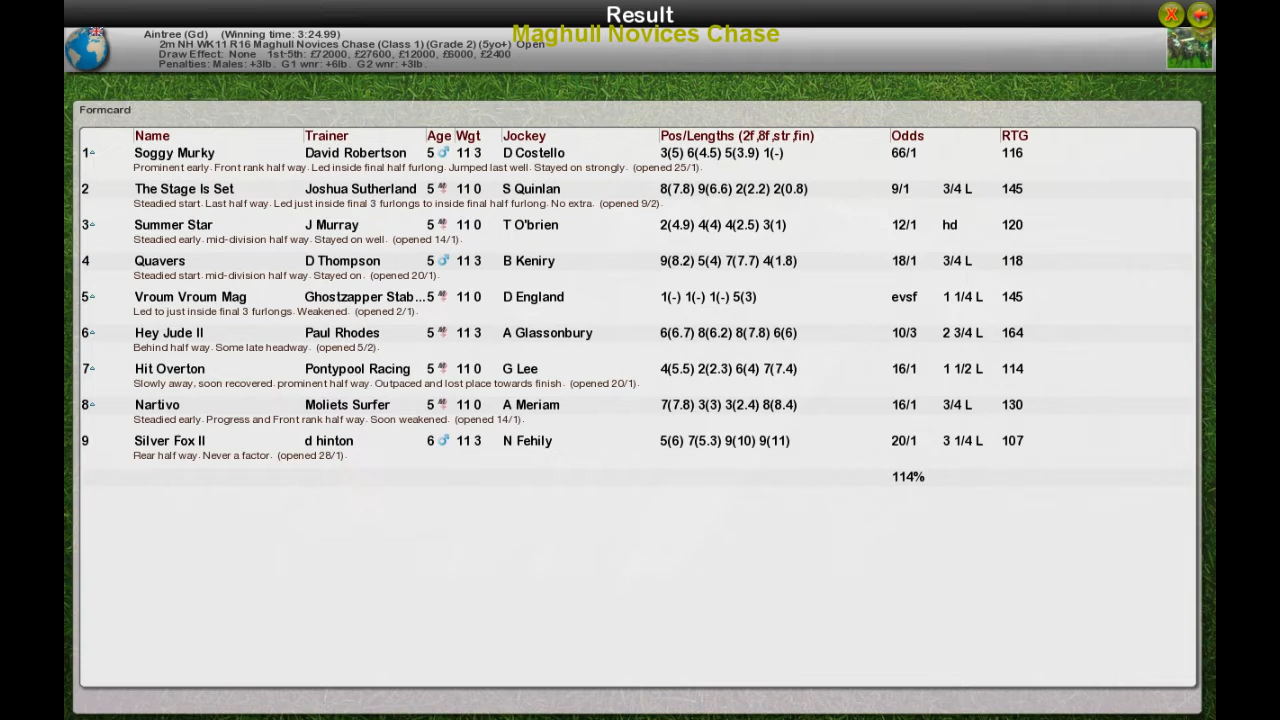 Result
Maghull Novices Chase
Aintree (Gd) (Winning time: 3:24.99)
2m NH WK11 R16 Maghull Novices Chase (Class 1) (Grade 2) (5yo+) Open
Draw Effect: None 1st-5th: £72000, £27600, £12000, £6000, £2400
Penalties: Males: +3lb. G1 wnr: +6lb. G2 wnr: +3lb.
Formcard
Name Trainer Age Wgt Jockey Pos/Lengths (2f,8f,str,fin) Odds RTG
1 Soggy Murky David Robertson 5 11 3 D Costello 3(5) 6(4.5) 5(3.9) 1(-) 66/1 116
Prominent early. Front rank half way. Led inside final half furlong. Jumped last well. Stayed on strongly. (opened 25/1).
2 The Stage Is Set Joshua Sutherland 5 11 0 S Quinlan 8(7.8) 9(6.6) 2(2.2) 2(0.8) 9/1 3/4 L 145
Steadied start. Last half way. Led just inside final 3 furlongs to inside final half furlong. No extra. (opened 9/2).
3 Summer Star J Murray 5 11 0 T O'brien 2(4.9) 4(4) 4(2.5) 3(1) 12/1 hd 120
Steadied early. mid-division half way. Stayed on well. (opened 14/1).
4 Quavers D Thompson 5 11 3 B Keniry 9(8.2) 5(4) 7(7.7) 4(1.8) 18/1 3/4 L 118
Steadied start. mid-division half way. Stayed on. (opened 20/1).
5 Vroum Vroum Mag Ghostzapper Stab... 5 11 0 D England 1(-) 1(-) 1(-) 5(3) evsf 1 1/4 L 145
Led to just inside final 3 furlongs. Weakened. (opened 2/1).
6 Hey Jude II Paul Rhodes 5 11 3 A Glassonbury 6(6.7) 8(6.2) 8(7.8) 6(6) 10/3 2 3/4 L 164
Behind half way. Some late headway. (opened 5/2).
7 Hit Overton Pontypool Racing 5 11 0 G Lee 4(5.5) 2(2.3) 6(4) 7(7.4) 16/1 1 1/2 L 114
Slowly away, soon recovered. prominent half way. Outpaced and lost place towards finish. (opened 20/1).
8 Nartivo Moliets Surfer 5 11 0 A Meriam 7(7.8) 3(3) 3(2.4) 8(8.4) 16/1 3/4 L 130
Steadied early. Progress and Front rank half way. Soon weakened. (opened 14/1).
9 Silver Fox II d hinton 6 11 3 N Fehily 5(6) 7(5.3) 9(10) 9(11) 20/1 3 1/4 L 107
Rear half way. Never a factor. (opened 28/1).
114%